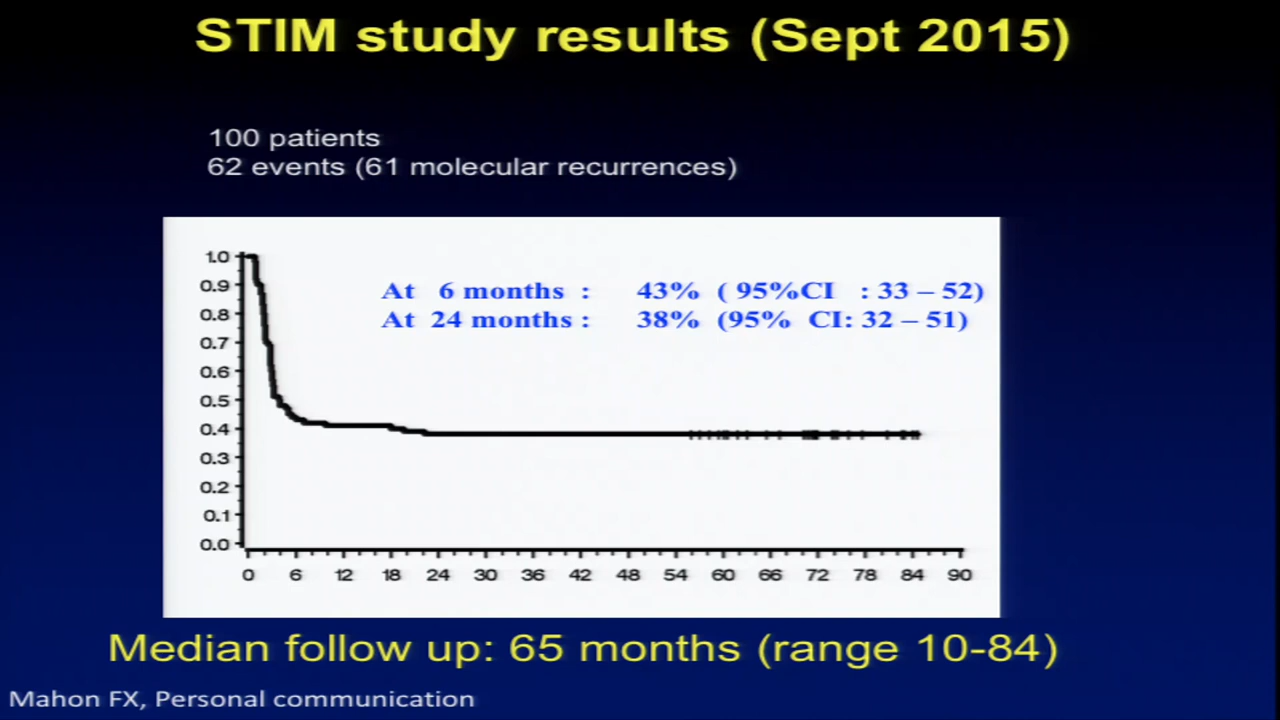 STIM study results (Sept 2015)
100 patients
62 events (61 molecular recurrences)
At 6 months : 43% ( 95%CI : 33 – 52)
At 24 months : 38% (95% CI: 32 – 51)
1.0
0.9
0.8
0.7
0.6
0.5
0.4
0.3
0.2
0.1
0.0
0 6 12 18 24 30 36 42 48 54 60 66 72 78 84 90
Median follow up: 65 months (range 10-84)
Mahon FX, Personal communication